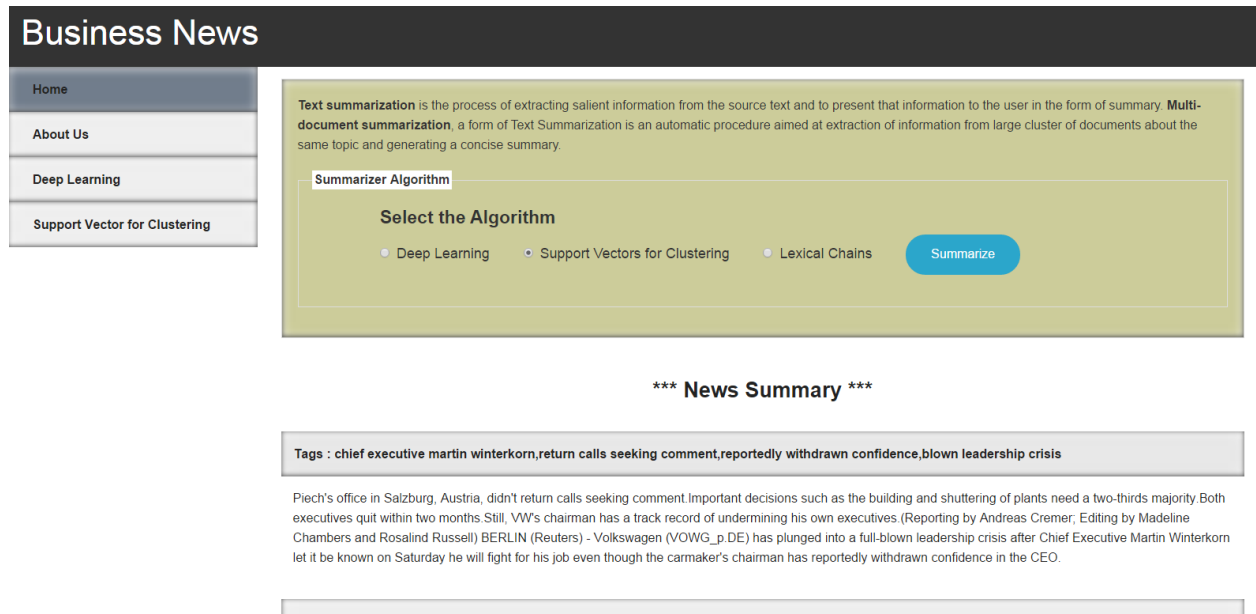 Business News
Home
About Us
Deep Learning
Support Vector for Clustering
Text summarization is the process of extracting salient information from the source text and to present that information to the user in the form of summary. Multi-
document summarization, a form of Text Summarization is an automatic procedure aimed at extraction of information from large cluster of documents about the
same topic and generating a concise summary.
Summarizer Algorithm
Select the Algorithm
Deep Learning Support Vectors for Clustering Lexical Chains Summarize
*** News Summary ***
Tags : chief executive martin winterkorn,return calls seeking comment,reportedly withdrawn confidence,blown leadership crisis
Piech's office in Salzburg, Austria, didn't return calls seeking comment.Important decisions such as the building and shuttering of plants need a two-thirds majority.Both
executives quit within two months.Still, VW's chairman has a track record of undermining his own executives.(Reporting by Andreas Cremer; Editing by Madeline
Chambers and Rosalind Russell) BERLIN (Reuters) - Volkswagen (VOWG_p.DE) has plunged into a full-blown leadership crisis after Chief Executive Martin Winterkorn
let it be known on Saturday he will fight for his job even though the carmaker's chairman has reportedly withdrawn confidence in the CEO.